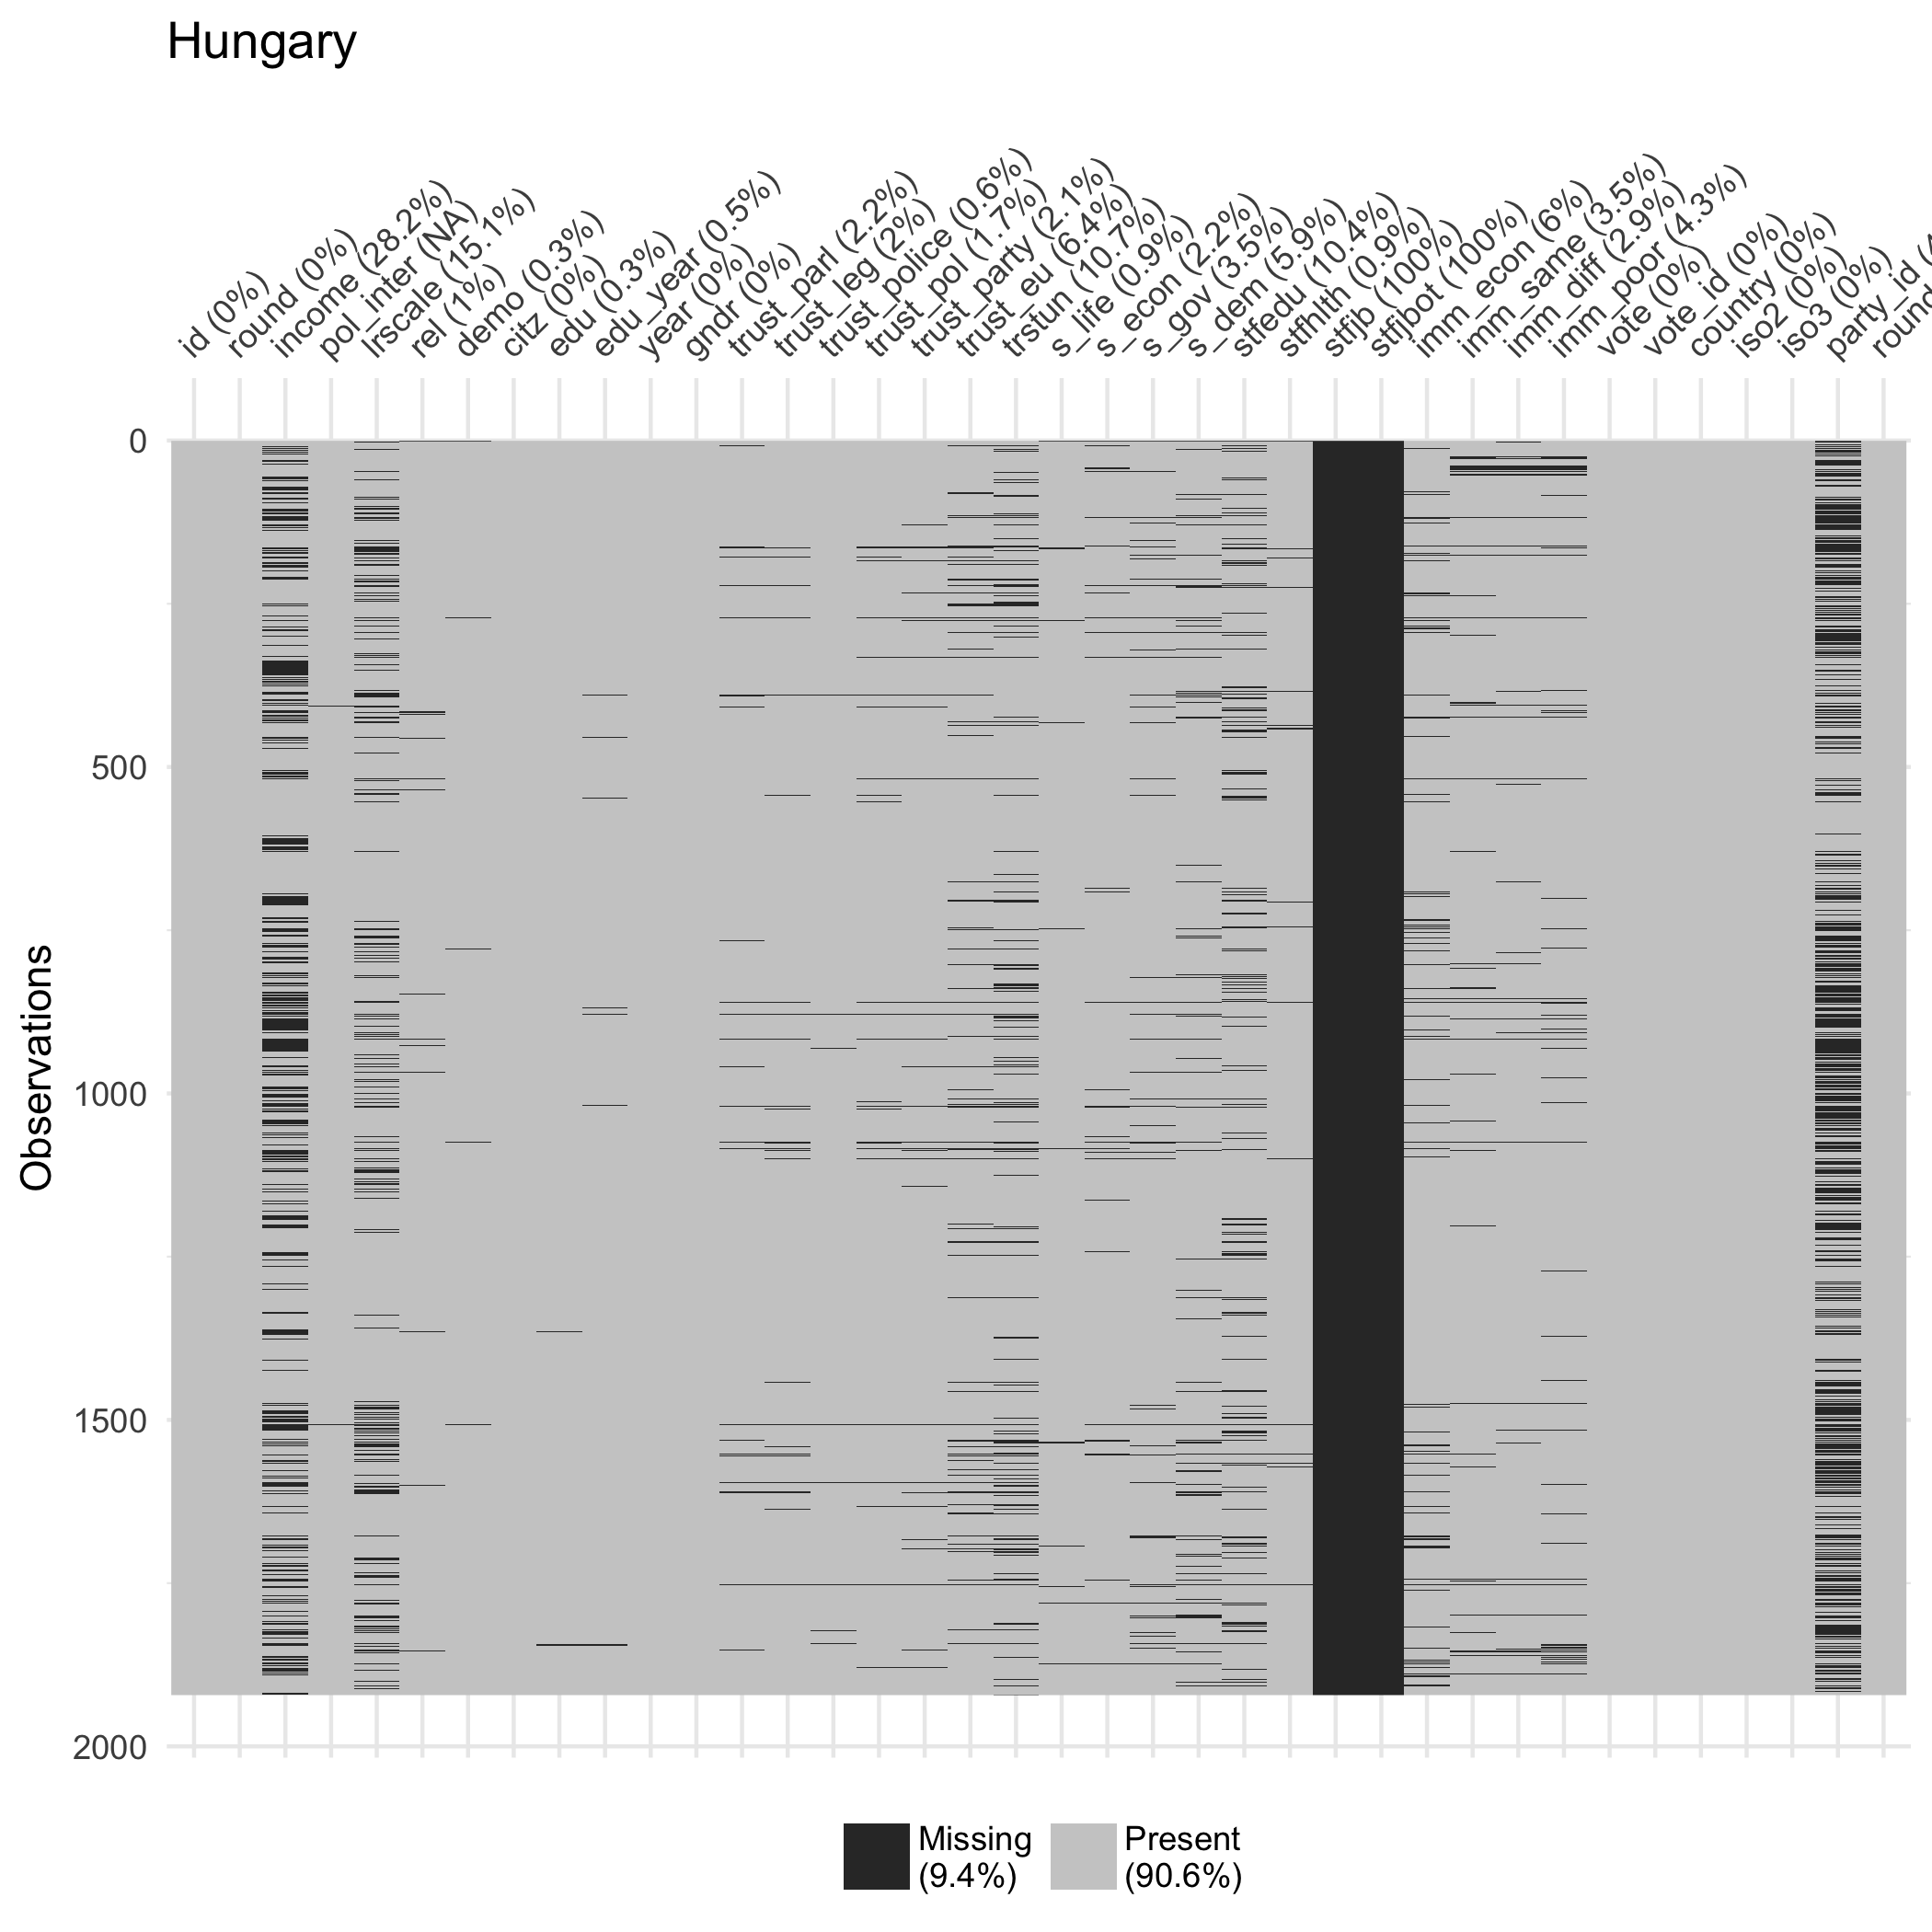 Hungary
id (0%)
round (0%)
income (28.2%)
pol_inter (NA)
lrscale (15.1%)
rel (1%)
demo (0.3%)
citz (0%)
edu (0.3%)
edu_year (0.5%)
year (0%)
gndr (0%)
trust_parl (2.2%)
trust_leg (2%)
trust_police (0.6%)
trust_pol (1.7%)
trust_party (2.1%)
trust_eu (6.4%)
trstun (10.7%)
s_life (0.9%)
s_econ (2.2%)
s_gov (3.5%)
s_dem (5.9%)
stfedu (10.4%)
stfhlth (0.9%)
stfjb (100%)
stfjbot (100%)
imm_econ (6%)
imm_same (3.5%)
imm_diff (2.9%)
imm_poor (4.3%)
vote (0%)
vote_id (0%)
country (0%)
iso2 (0%)
iso3 (0%)
party_id (
round
0
500
1000
1500
2000
Observations
Missing
(9.4%)
Present
(90.6%)